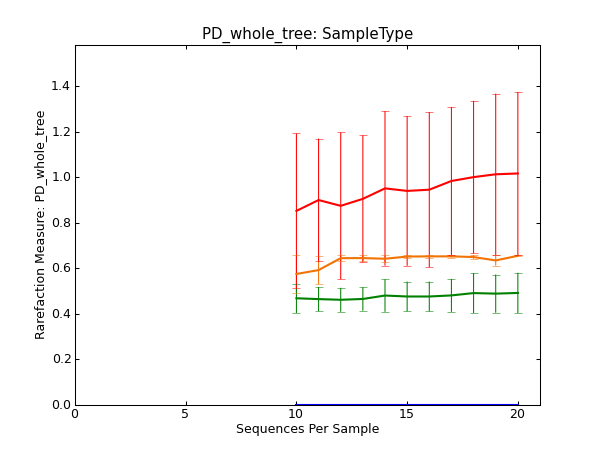 PD_whole_tree: SampleType
Rarefaction Measure: PD_whole_tree
1.4
1.2
1.0
0.8
0.6
0.4
0.2
0.0
0 5 10 15 20
Sequences Per Sample